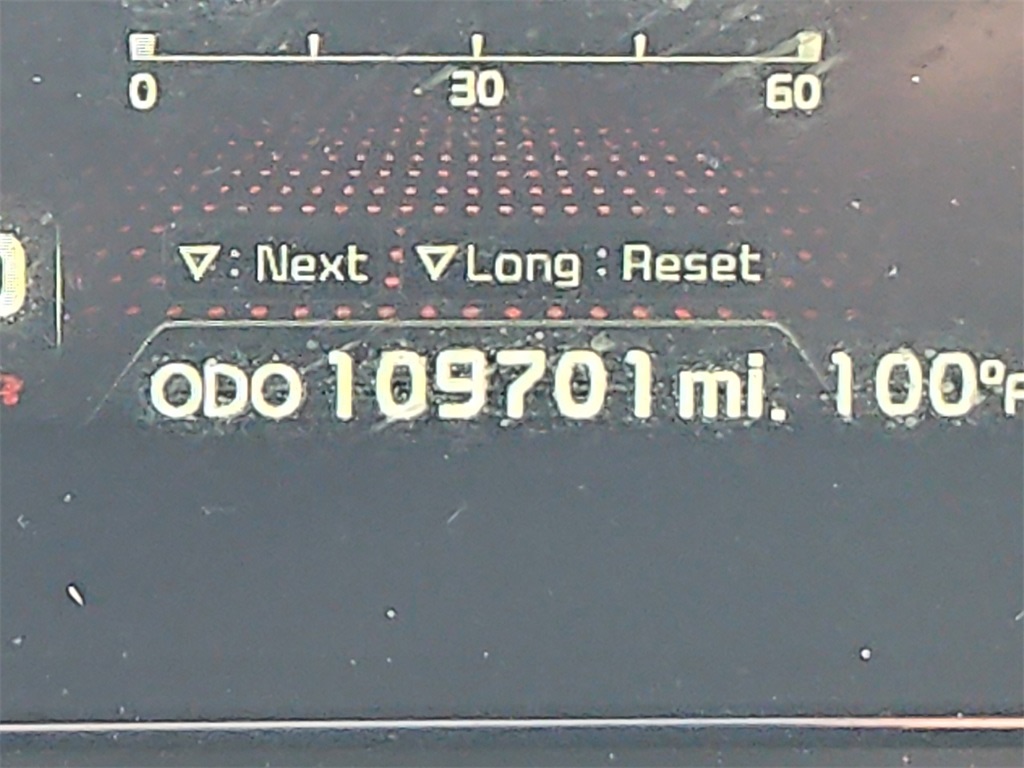 0 30 60
▽: Next ▽Long : Reset
ODO 109701 mi. 100°F